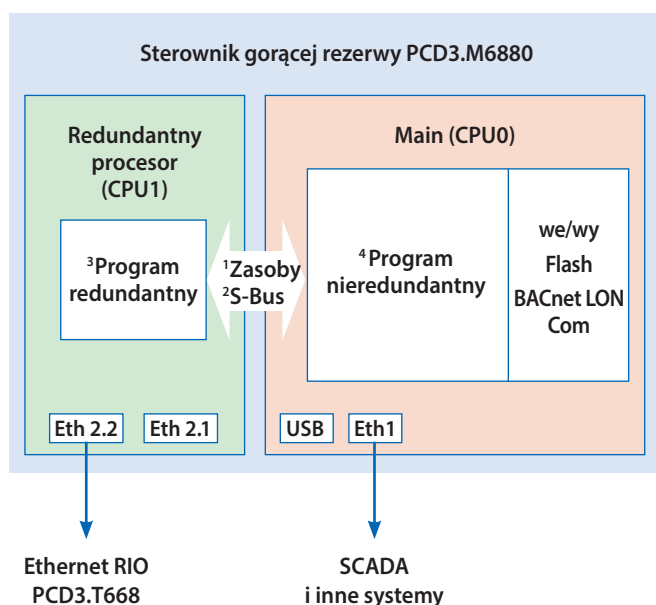 Sterownik gorącej rezerwy PCD3.M6880
Redundantny
procesor
(CPU1)
Main (CPU0)
³Program
redundantny
¹Zasoby
²S-Bus
⁴Program
nieredundantny
we/wy
Flash
BACnet LON
Com
Eth 2.2
Eth 2.1
USB
Eth1
Ethernet RIO
PCD3.T668
SCADA
i inne systemy